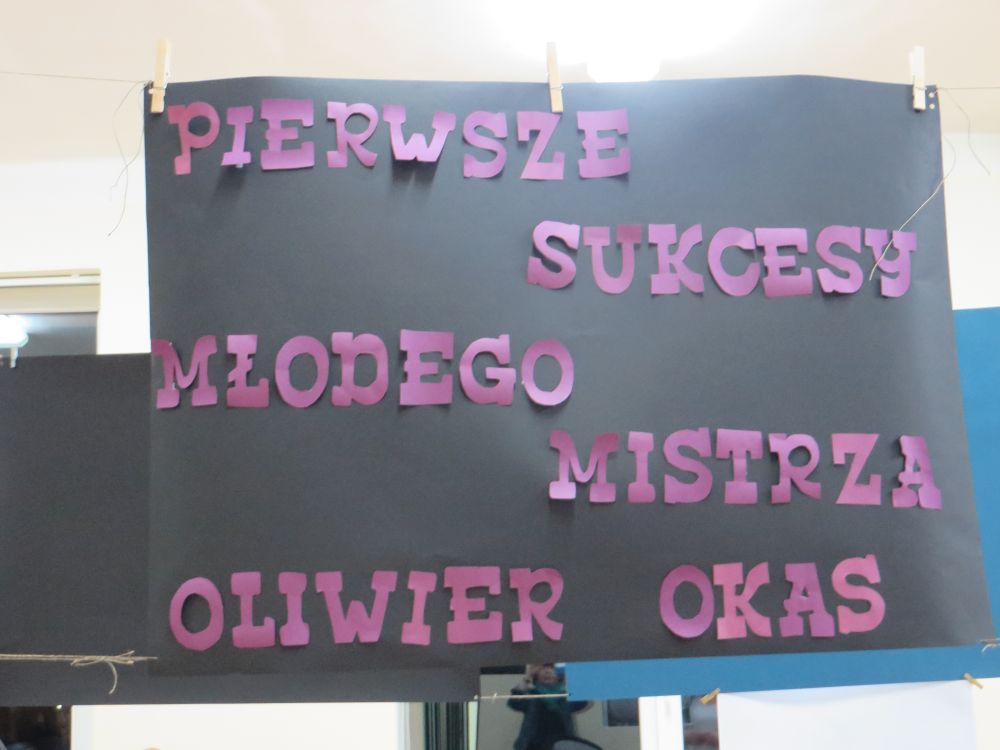 PIERWSZE
SUKCESY
MŁODEGO
MISTRZA
OLIWIER OKAS